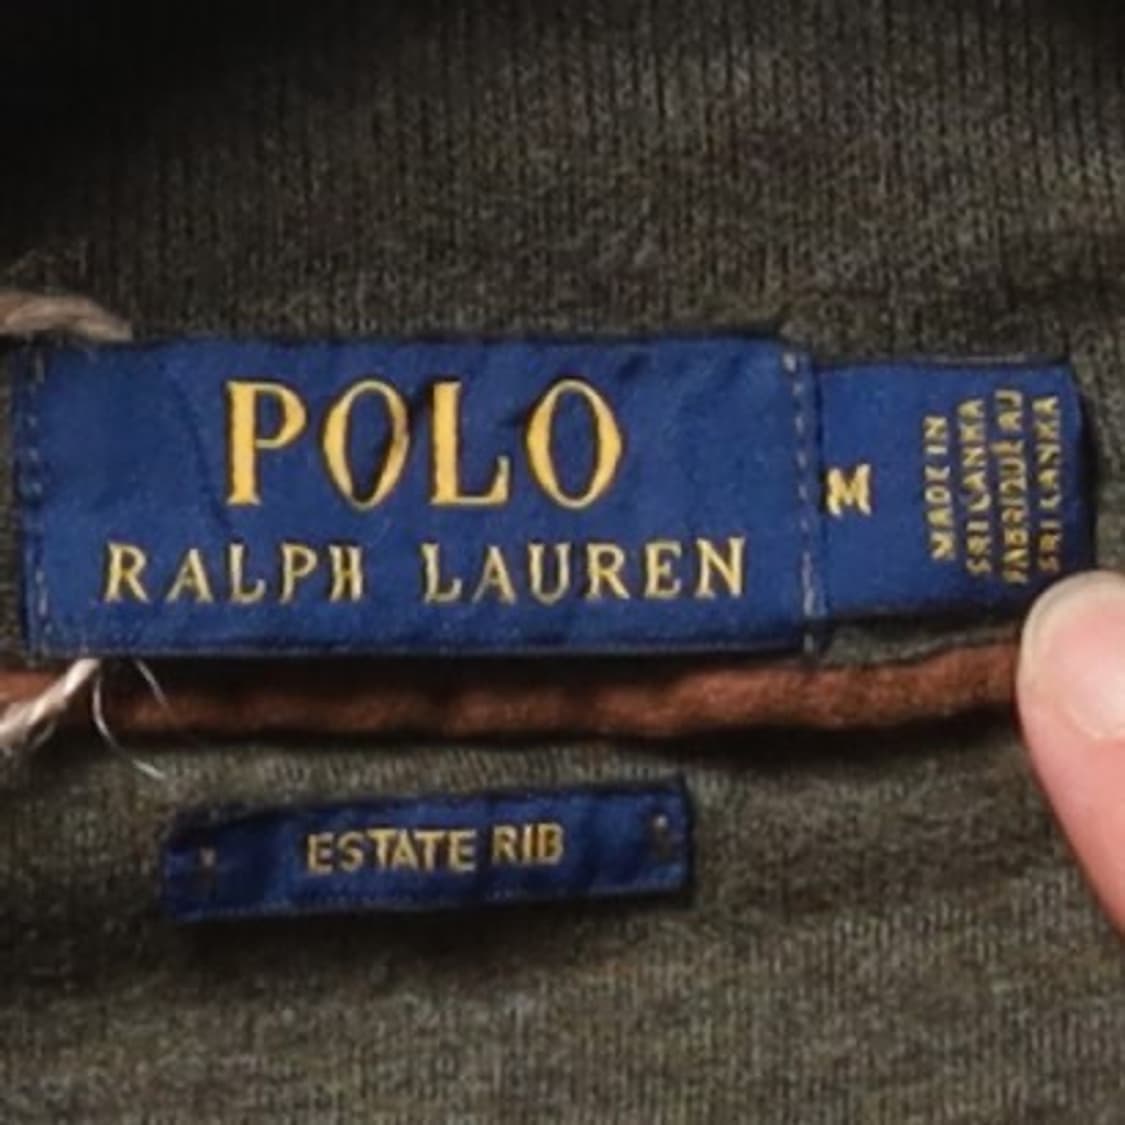 POLO
RALPH LAUREN
M
MADE IN
SRI LANKA
FABRIQUÉ AU
SRI LANKA
ESTATE RIB